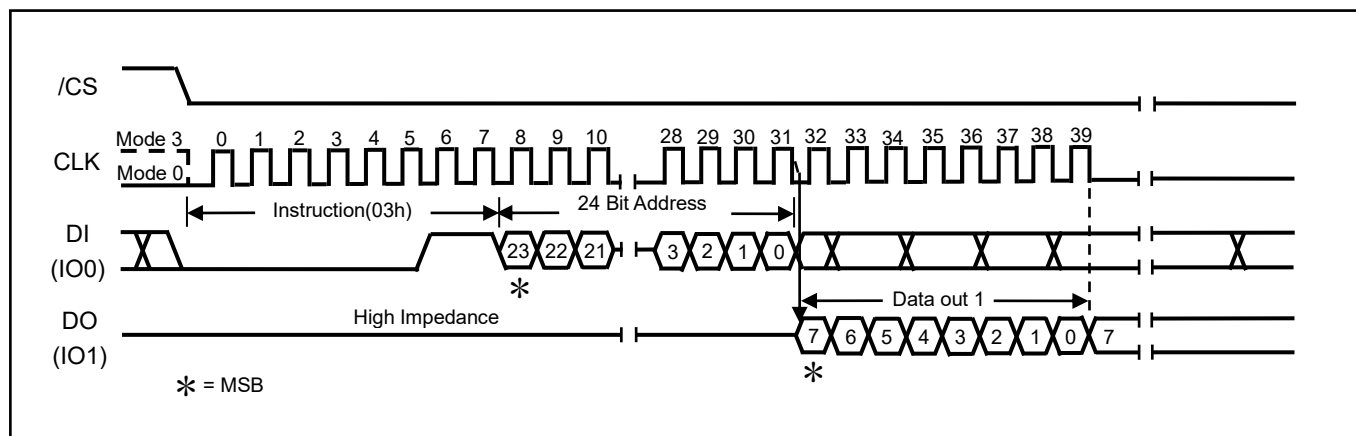 /CS
Mode 3 0 1 2 3 4 5 6 7 8 9 10 28 29 30 31 32 33 34 35 36 37 38 39
CLK
Mode 0
Instruction(03h) 24 Bit Address
DI
(IO0)
23 22 21 3 2 1 0
*
Data out 1
DO
(IO1)
High Impedance
7 6 5 4 3 2 1 0 7
*
* = MSB